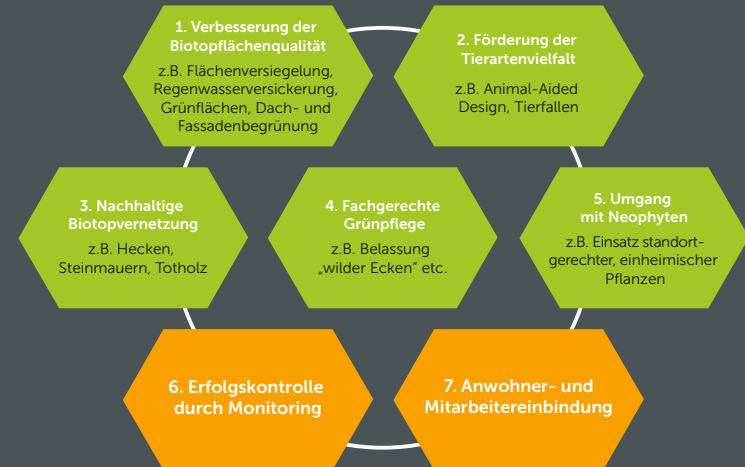 1. Verbesserung der
Biotopflächenqualität
z.B. Flächenversiegelung,
Regenwasserversickerung,
Grünflächen, Dach- und
Fassadenbegrünung
2. Förderung der
Tierartenvielfalt
z.B. Animal-Aided
Design, Tierfallen
3. Nachhaltige
Biotopvernetzung
z.B. Hecken,
Steinmauern, Totholz
4. Fachgerechte
Grünpflege
z.B. Belassung
„wilder Ecken“ etc.
5. Umgang
mit Neophyten
z.B. Einsatz standort-
gerechter, einheimischer
Pflanzen
6. Erfolgskontrolle
durch Monitoring
7. Anwohner- und
Mitarbeitereinbindung